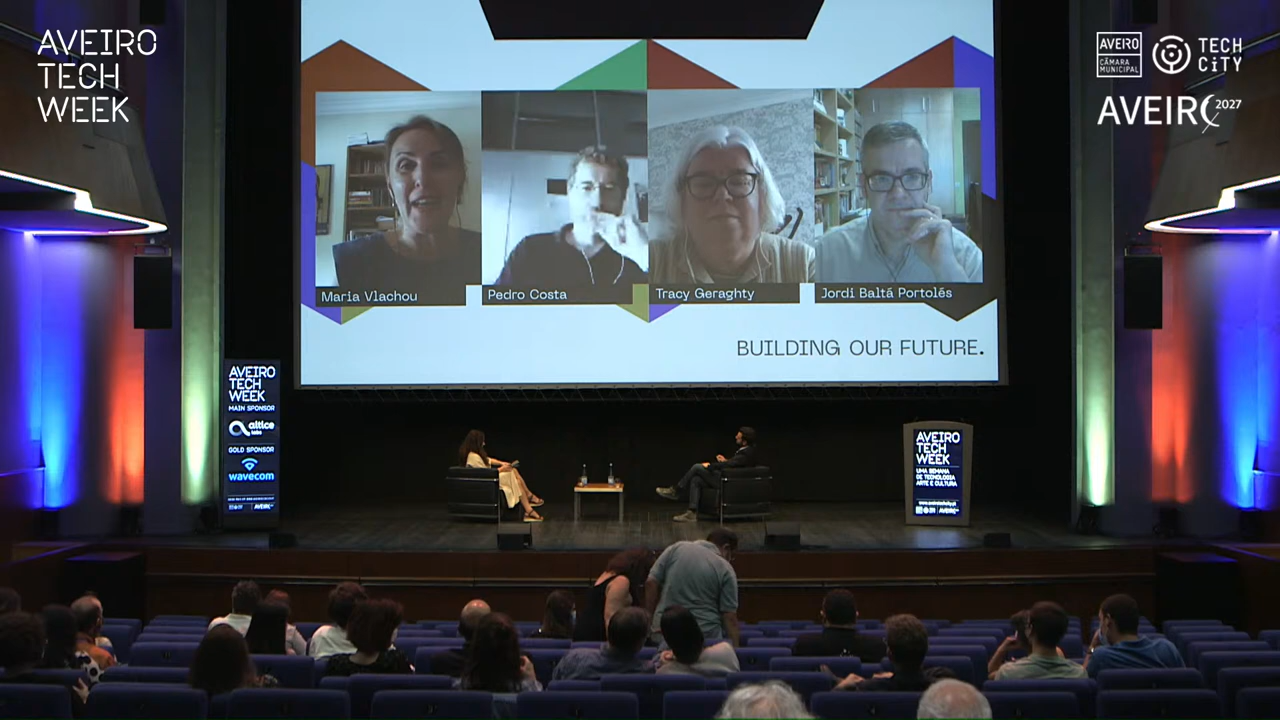 AVEIRO
TECH
WEEK
AVEIRO
CÂMARA
MUNICIPAL
TECH
CiTY
AVEIRO 2027
Maria Vlachou
Pedro Costa
Tracy Geraghty
Jordi Baltá Portolés
BUILDING OUR FUTURE.
AVEIRO
TECH
WEEK
MAIN SPONSOR
altice
labs
GOLD SPONSOR
wavecom
AVEIRO
TECH
WEEK
UMA SEMANA
DE TECNOLOGIA
ARTE E CULTURA